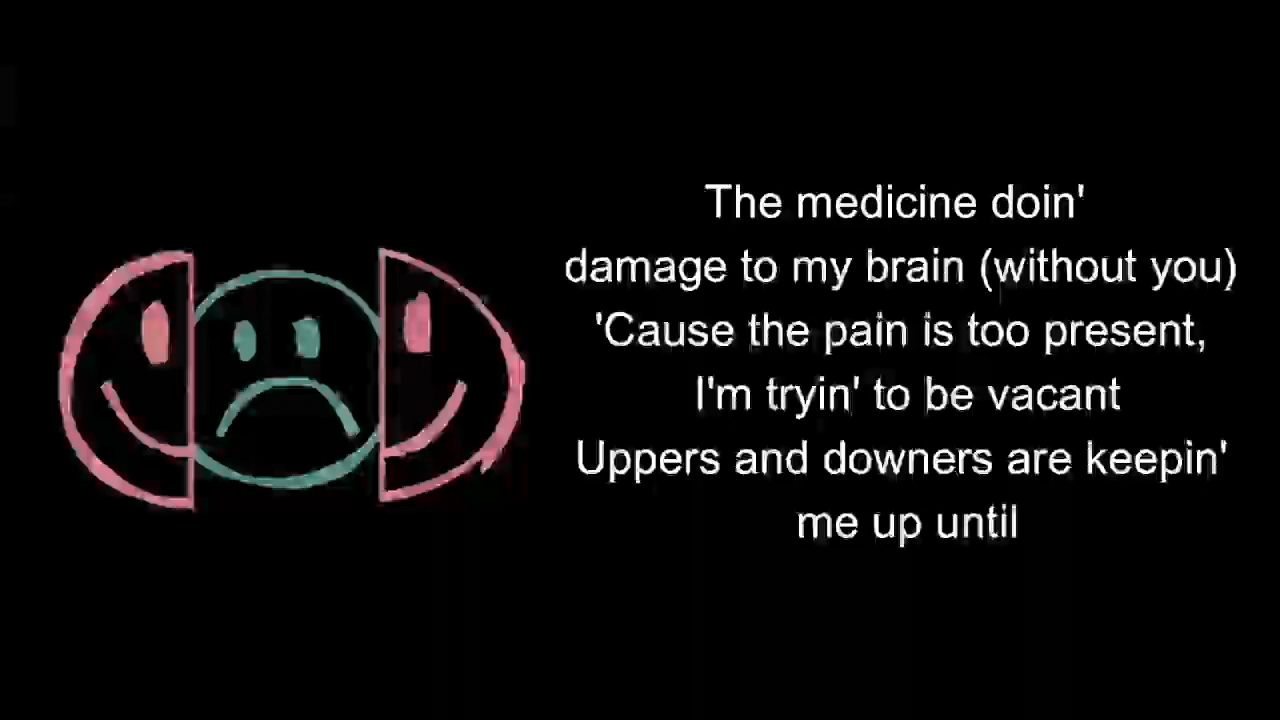 The medicine doin'
damage to my brain (without you)
'Cause the pain is too present,
I'm tryin' to be vacant
Uppers and downers are keepin'
me up until